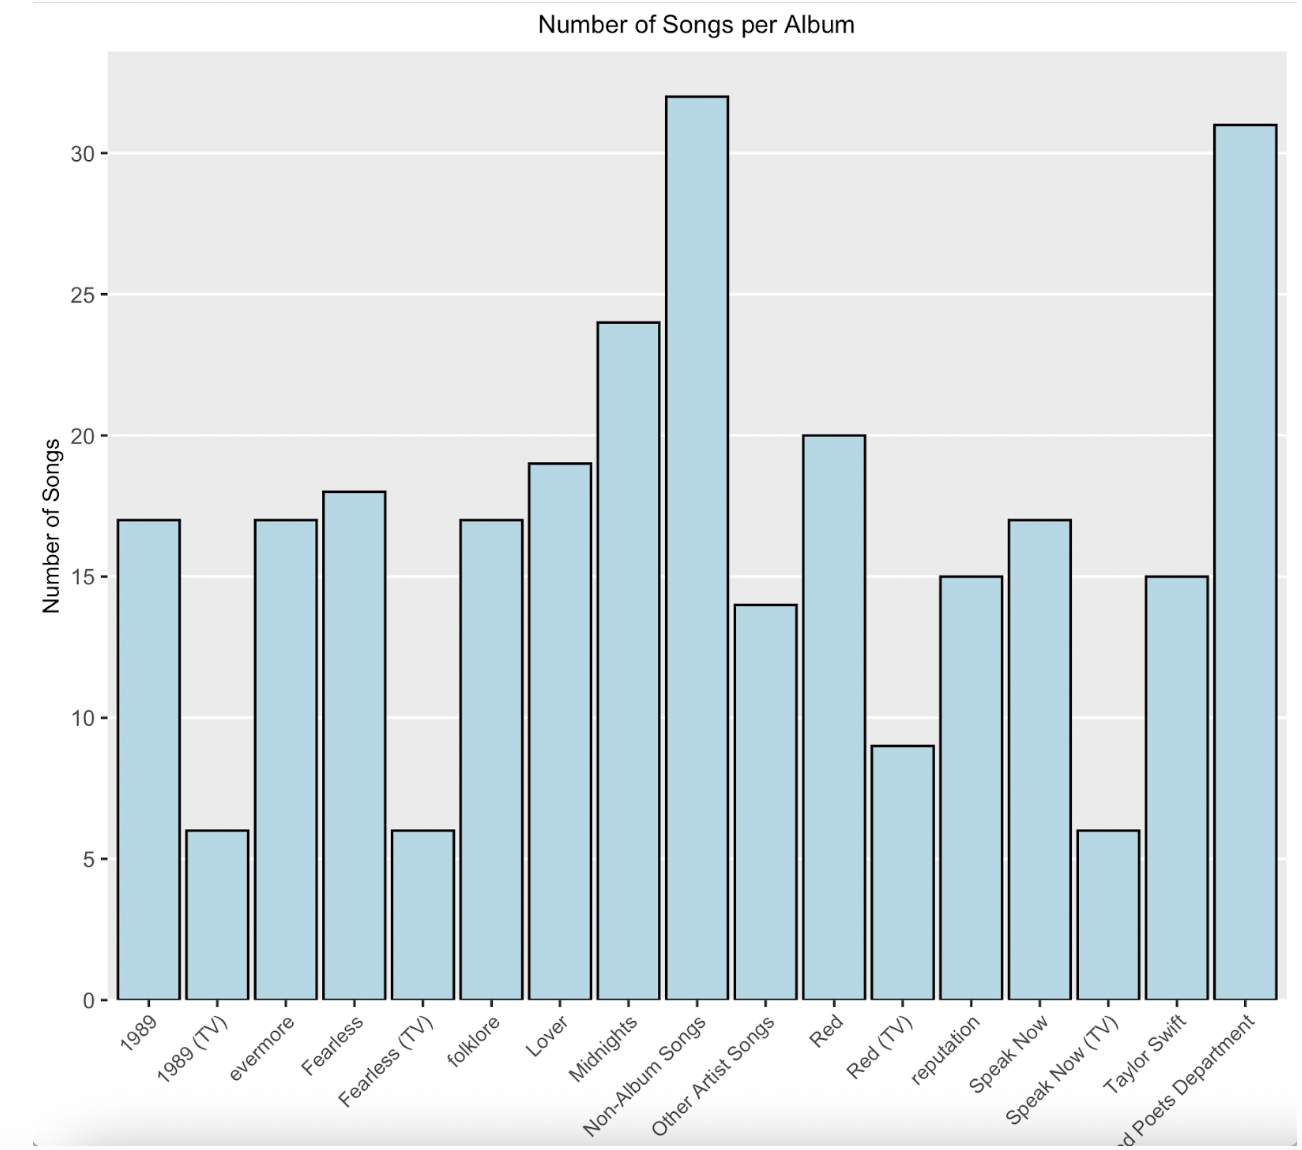 Number of Songs per Album
Number of Songs
30
25
20
15
10
5
0
1989
1989 (TV)
evermore
Fearless
Fearless (TV)
folklore
Lover
Midnights
Non-Album Songs
Other Artist Songs
Red
Red (TV)
reputation
Speak Now
Speak Now (TV)
Taylor Swift
d Poets Department